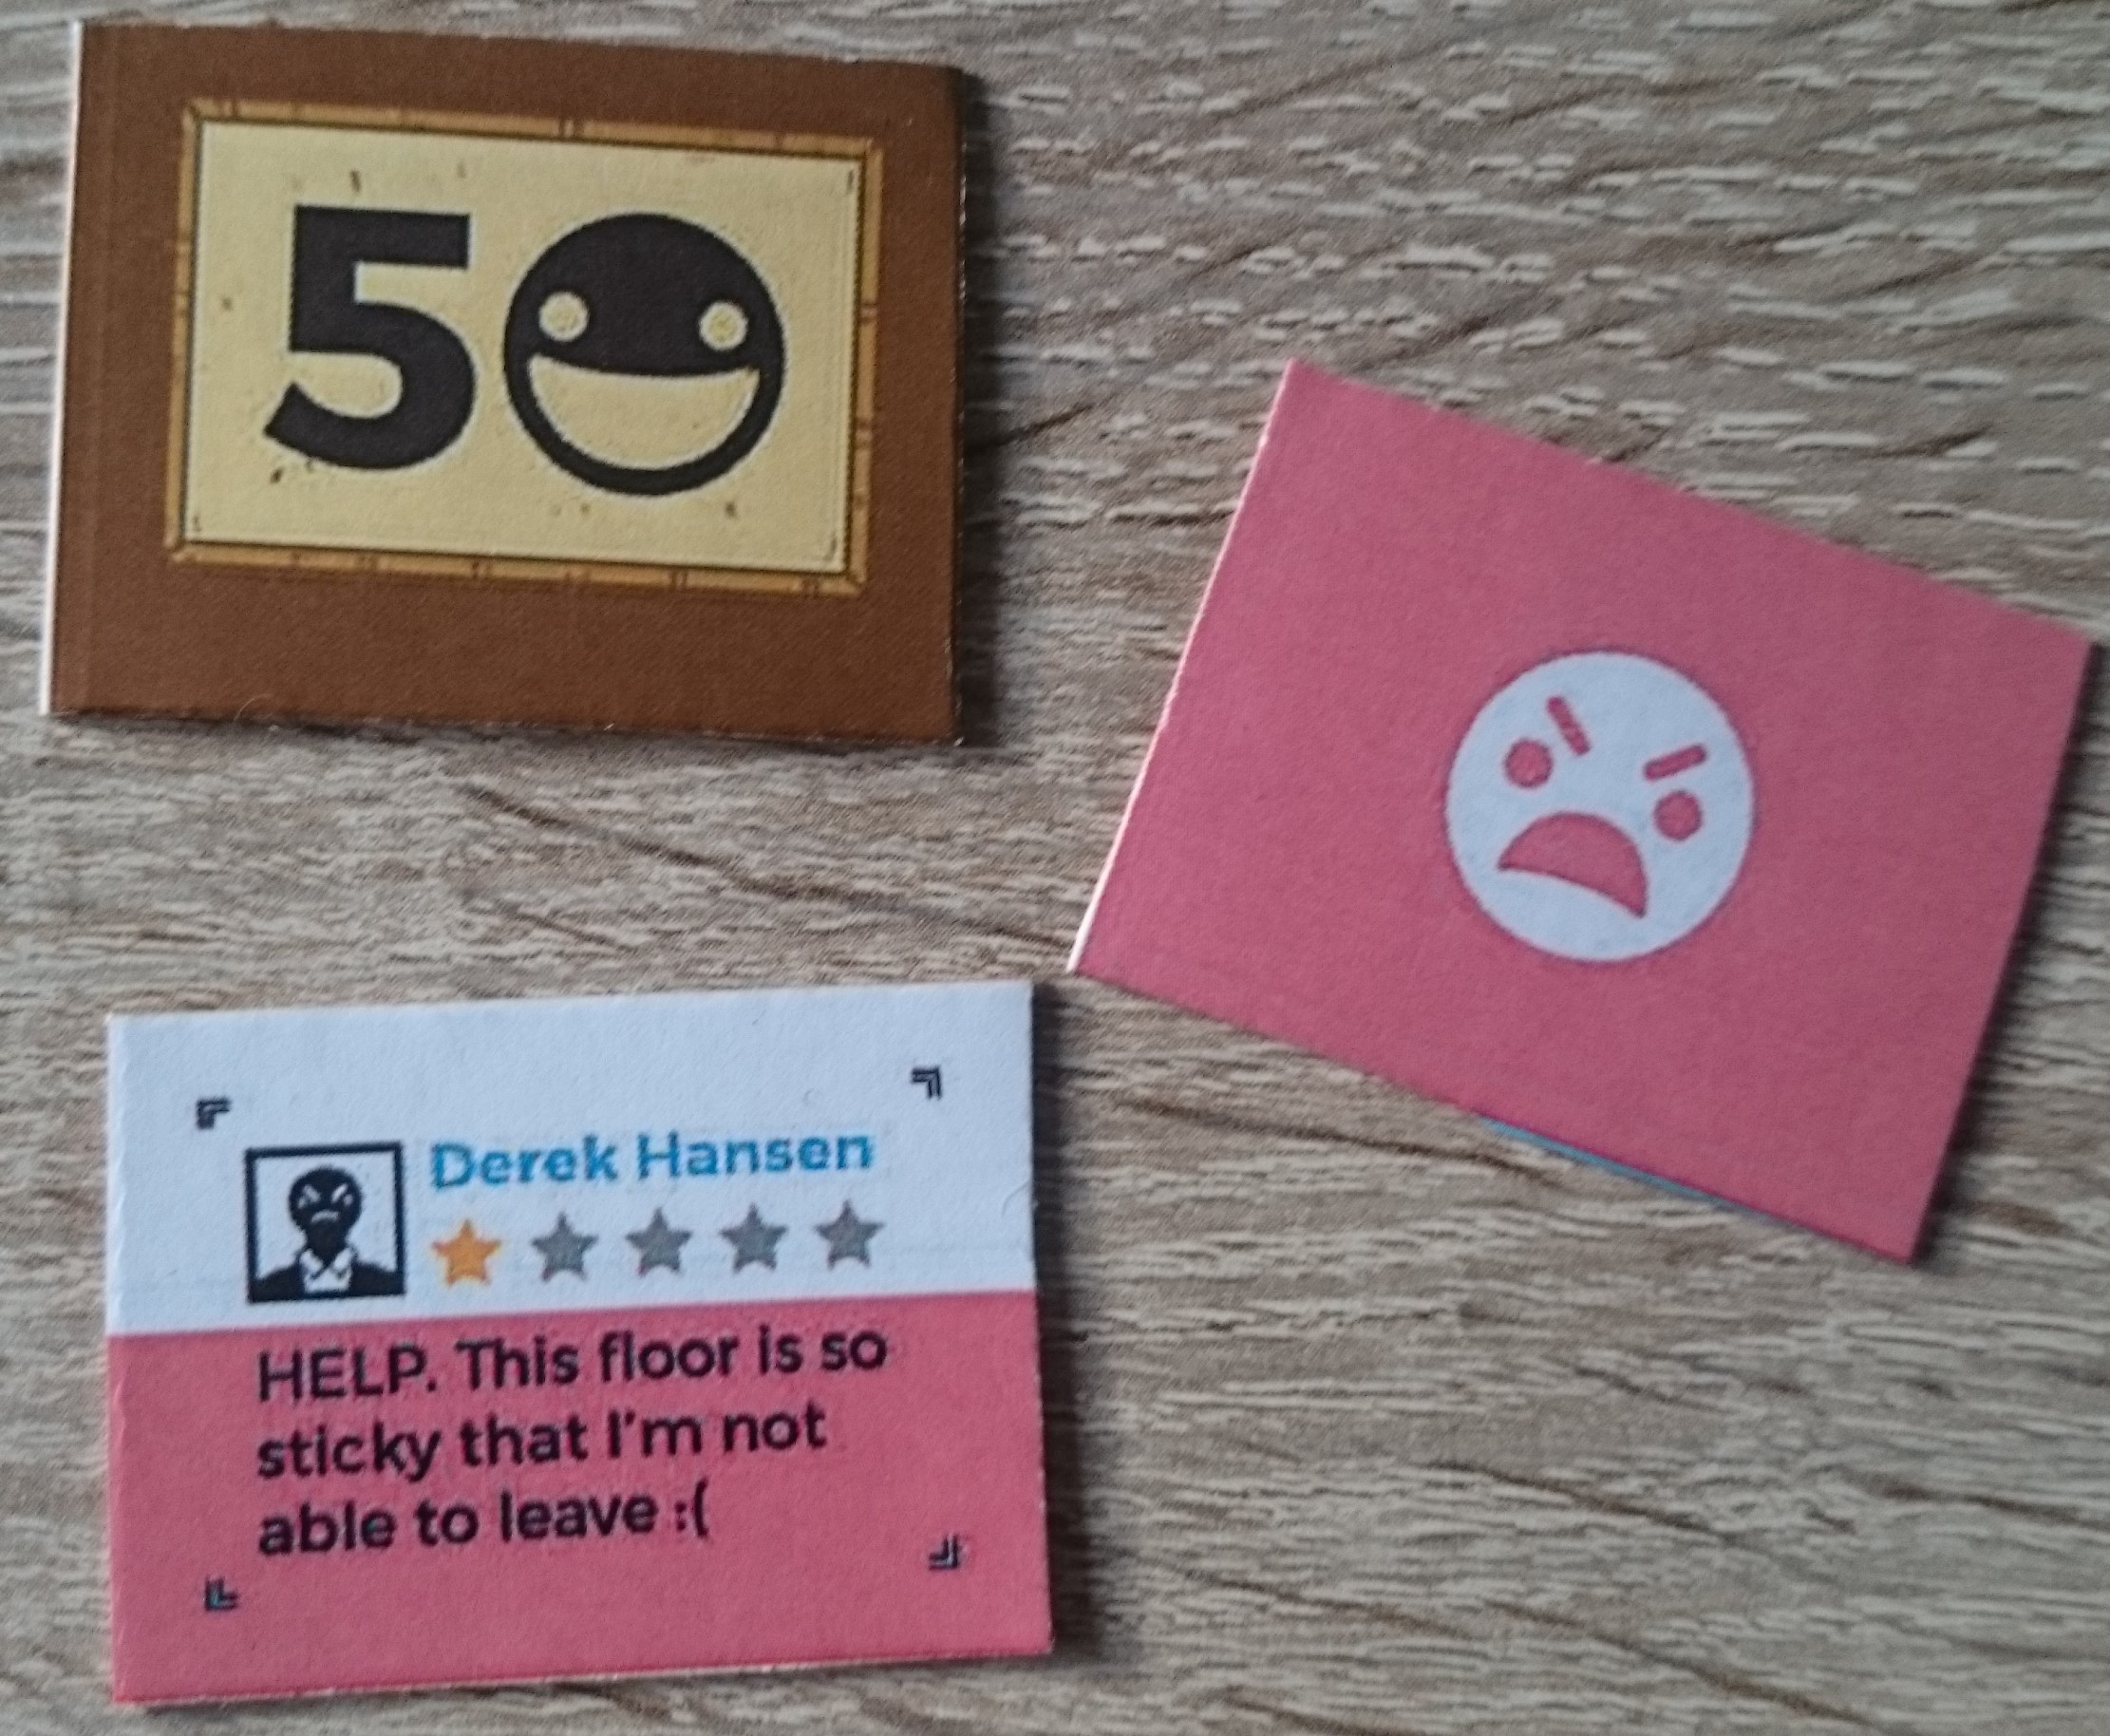 50
Derek Hansen
HELP. This floor is so
sticky that I'm not
able to leave :(